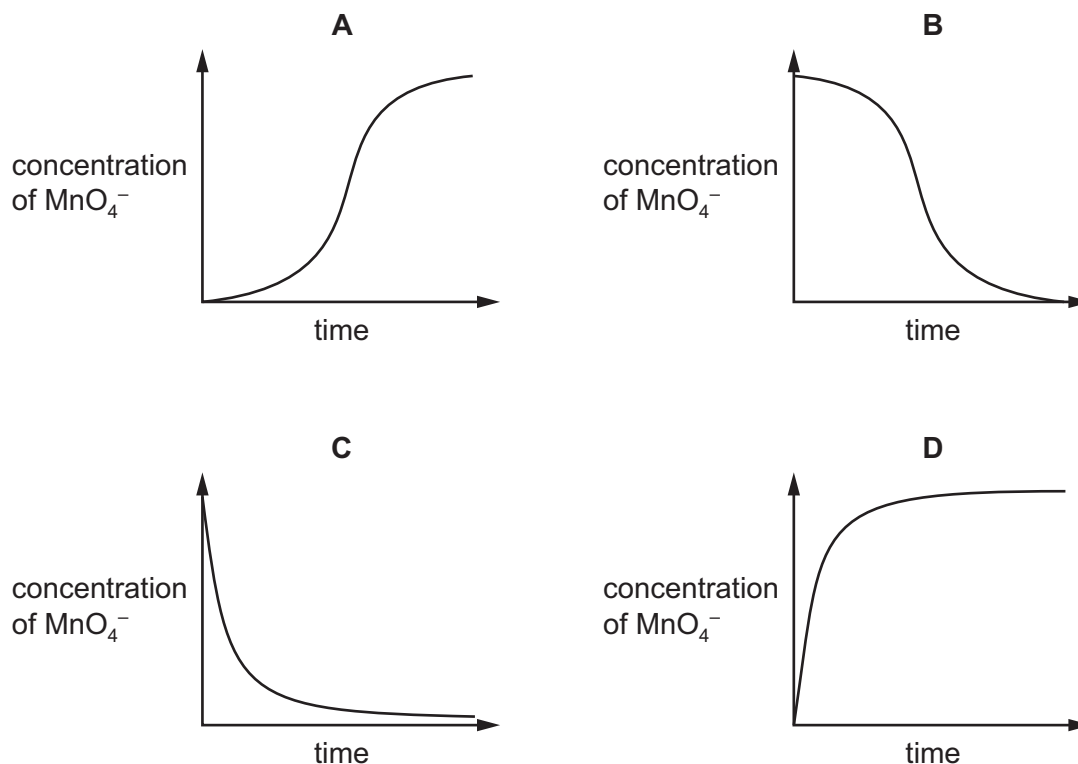 A
B
concentration
of MnO₄⁻
time
concentration
of MnO₄⁻
time
C
D
concentration
of MnO₄⁻
time
concentration
of MnO₄⁻
time